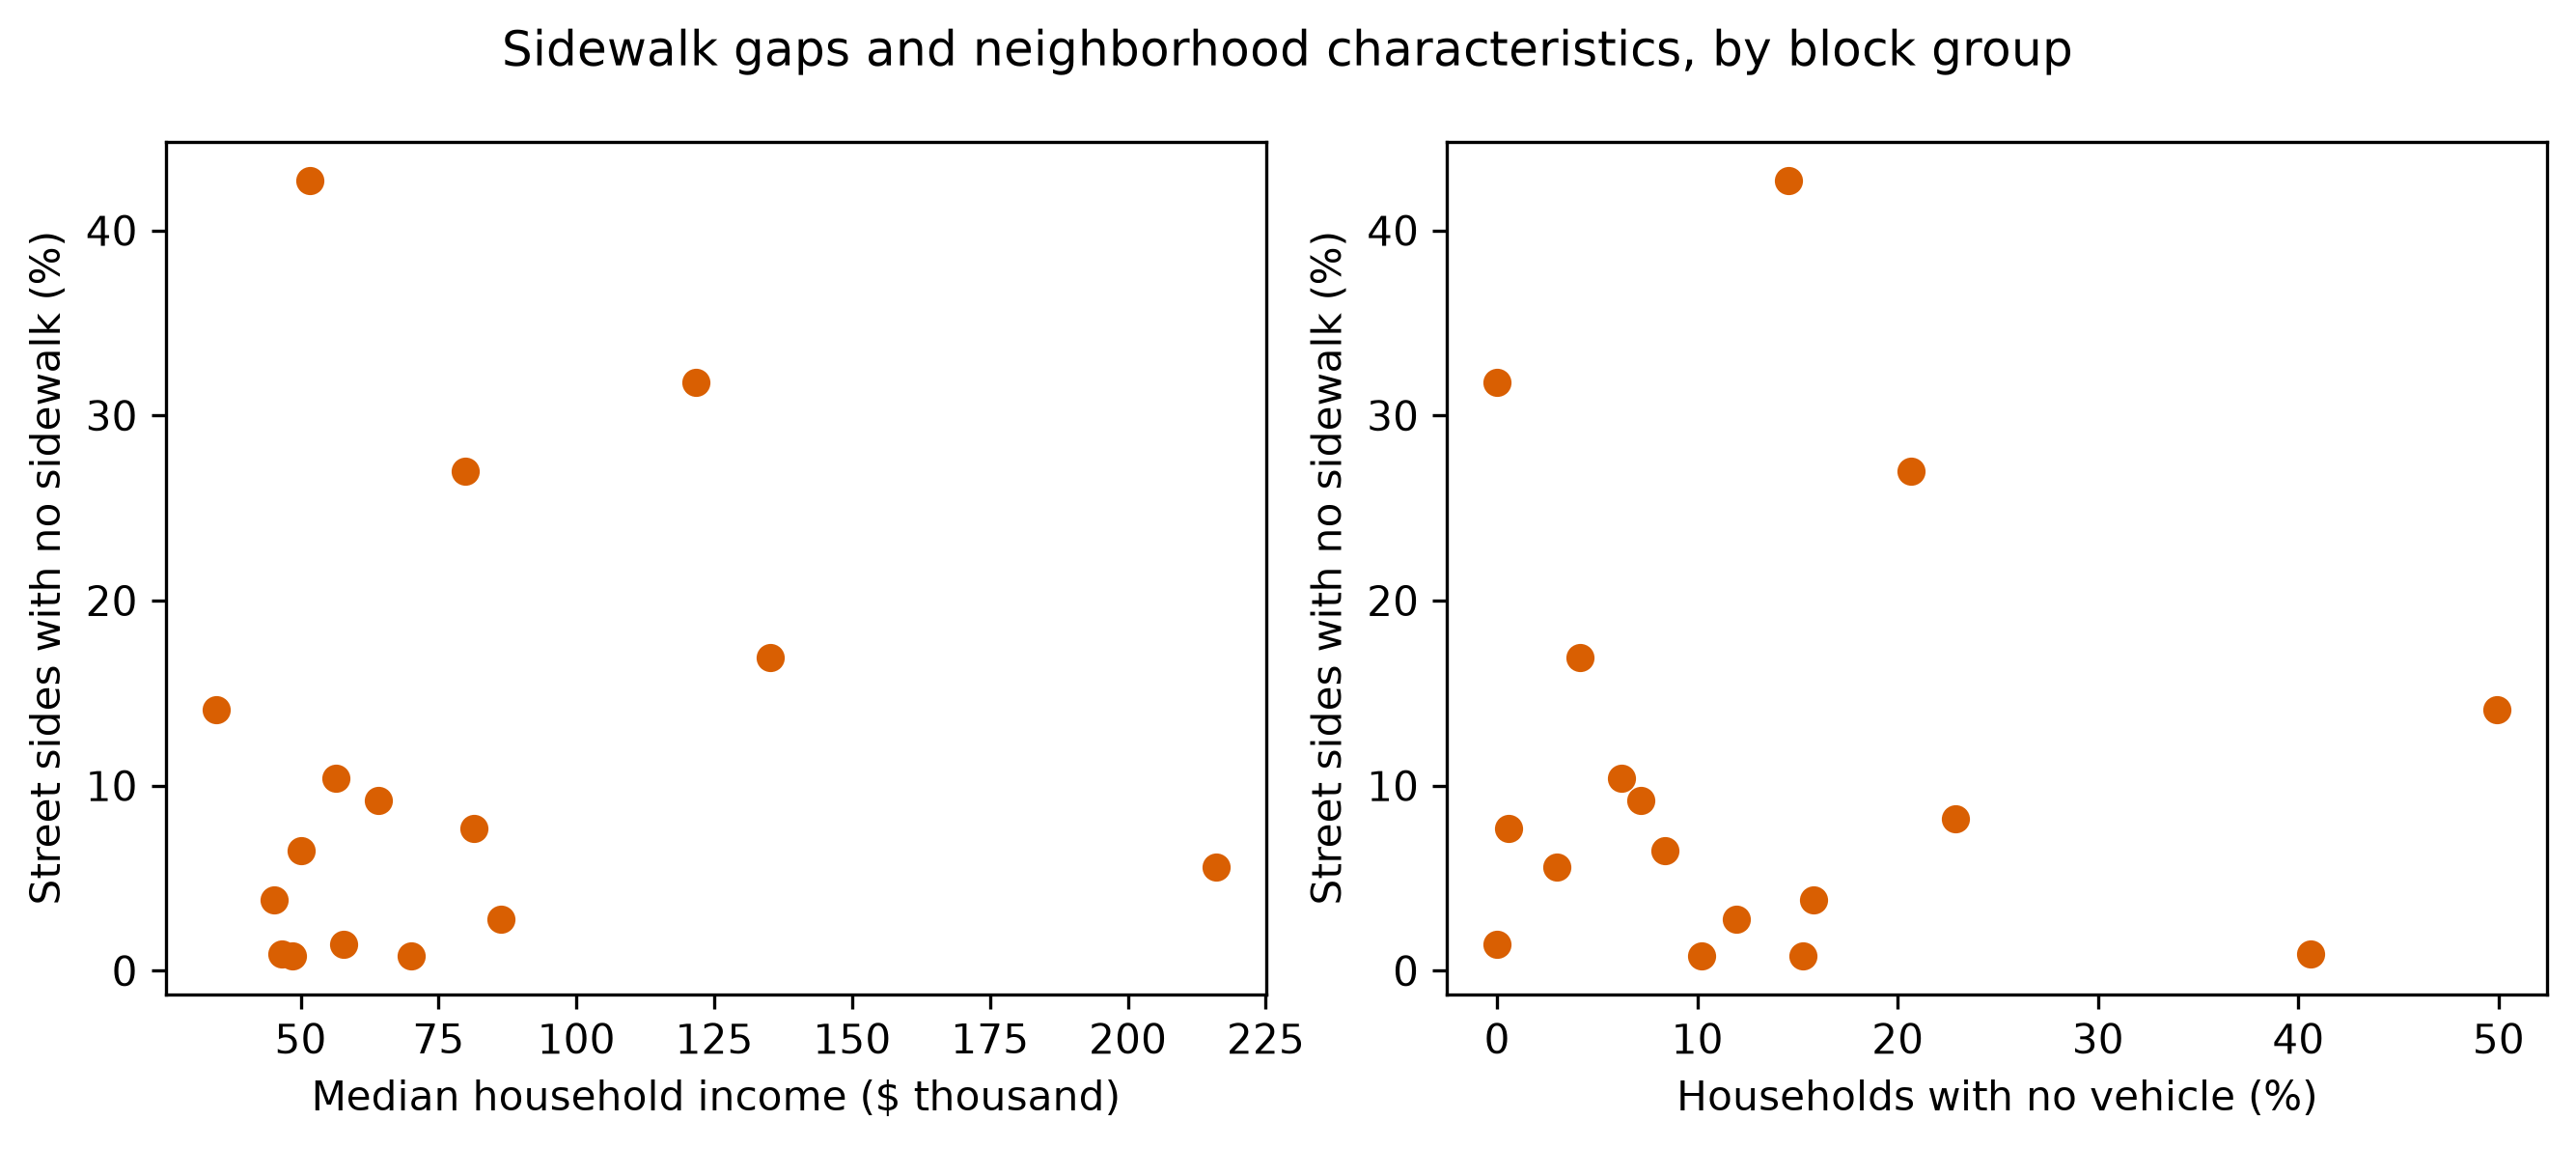 Sidewalk gaps and neighborhood characteristics, by block group
Street sides with no sidewalk (%)
40
30
20
10
0
50 75 100 125 150 175 200 225
Median household income ($ thousand)
Street sides with no sidewalk (%)
40
30
20
10
0
0 10 20 30 40 50
Households with no vehicle (%)